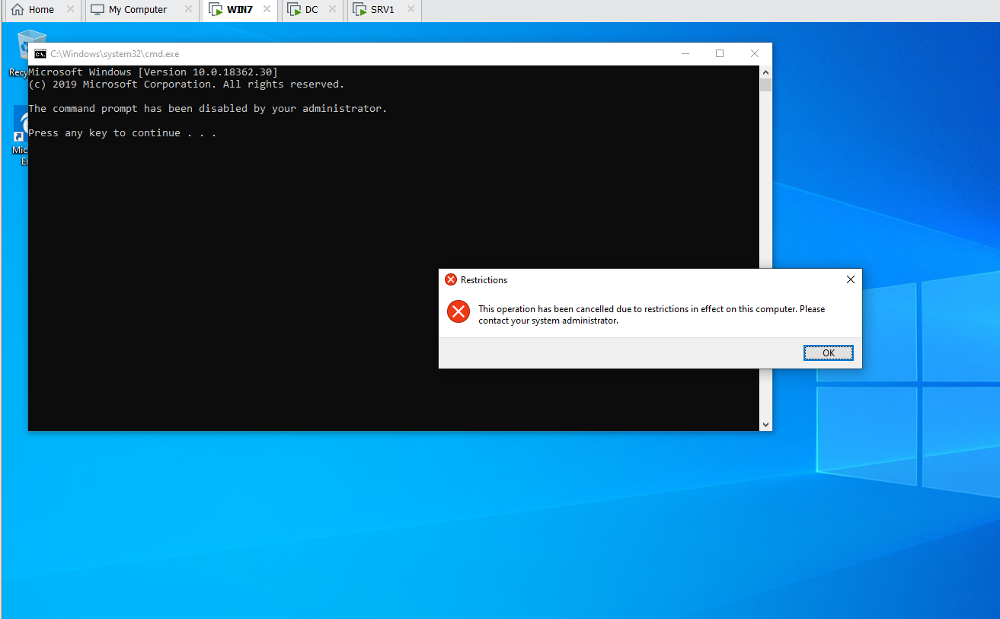 Home
My Computer
WIN7
DC
SRV1
C:\Windows\system32\cmd.exe
Microsoft Windows [Version 10.0.18362.30]
(c) 2019 Microsoft Corporation. All rights reserved.
The command prompt has been disabled by your administrator.
Press any key to continue . . .
Recy
Mic
Ed
Restrictions
This operation has been cancelled due to restrictions in effect on this computer. Please
contact your system administrator.
OK